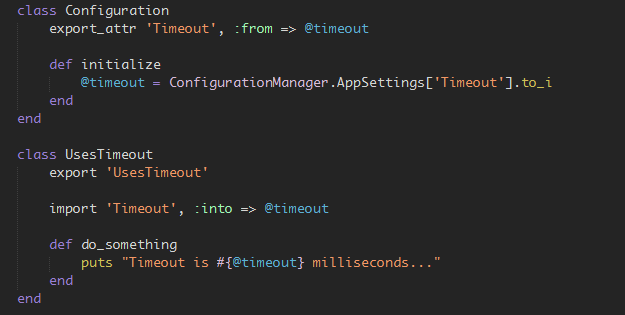 class Configuration
    export_attr 'Timeout', :from => @timeout

    def initialize
        @timeout = ConfigurationManager.AppSettings['Timeout'].to_i
    end
end

class UsesTimeout
    export 'UsesTimeout'

    import 'Timeout', :into => @timeout

    def do_something
        puts "Timeout is #{@timeout} milliseconds..."
    end
end